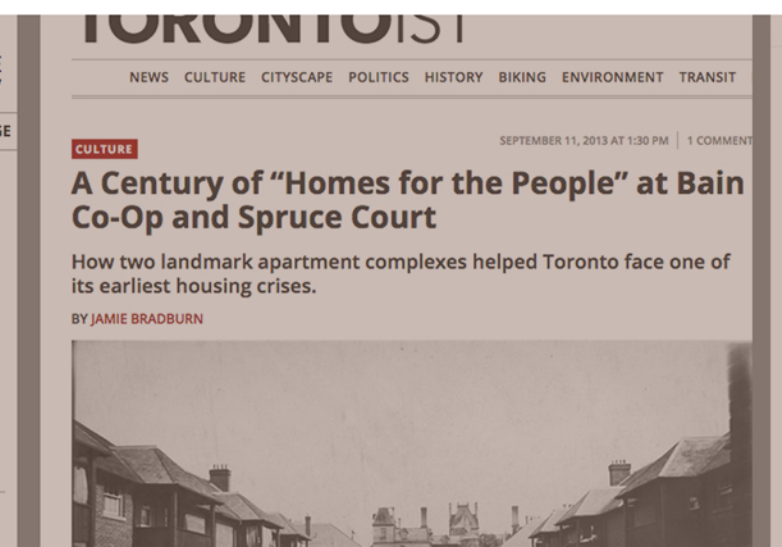 TORONTOIST
NEWS CULTURE CITYSCAPE POLITICS HISTORY BIKING ENVIRONMENT TRANSIT
SEPTEMBER 11, 2013 AT 1:30 PM | 1 COMMENT
CULTURE
A Century of “Homes for the People” at Bain
Co-Op and Spruce Court
How two landmark apartment complexes helped Toronto face one of
its earliest housing crises.
BY JAMIE BRADBURN